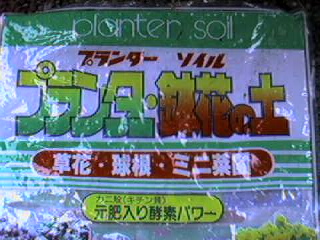 planter soil
プランター ソイル
プランター・鉢花の土
草花・球根・ミニ菜園
カニ殻(キチン質)
元肥入り酵素パワー